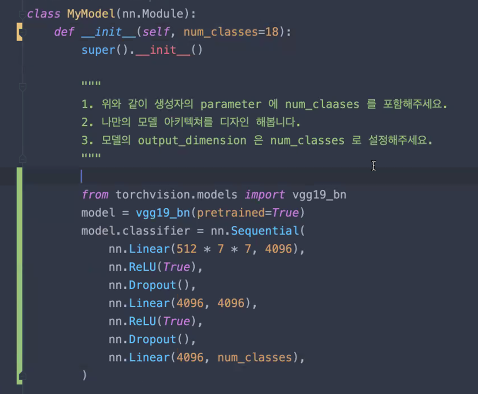 class MyModel(nn.Module):
def __init__(self, num_classes=18):
super().__init__()
"""
1. 위와 같이 생성자의 parameter 에 num_claases 를 포함해주세요.
2. 나만의 모델 아키텍쳐를 디자인 해봅니다.
3. 모델의 output_dimension 은 num_classes 로 설정해주세요.
"""
from torchvision.models import vgg19_bn
model = vgg19_bn(pretrained=True)
model.classifier = nn.Sequential(
nn.Linear(512 * 7 * 7, 4096),
nn.ReLU(True),
nn.Dropout(),
nn.Linear(4096, 4096),
nn.ReLU(True),
nn.Dropout(),
nn.Linear(4096, num_classes),
)